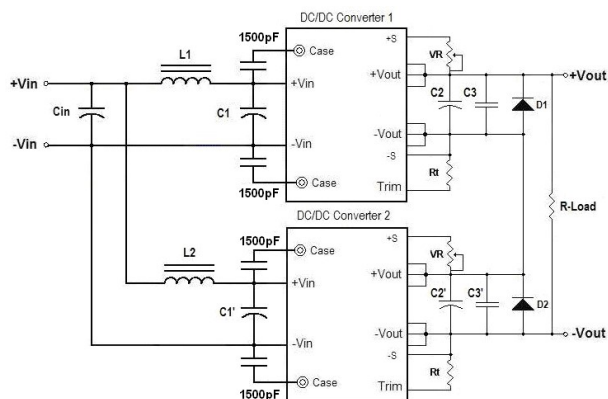 DC/DC Converter 1
1500pF
Case
+S
VR
L1
+Vin
+Vin
+Vout
+Vout
Cin
C1
C2
C3
D1
-Vin
-Vin
-Vout
-S
1500pF
Case
Trim
Rt
R-Load
DC/DC Converter 2
1500pF
Case
+S
VR
L2
+Vin
+Vout
C1'
C2'
C3'
D2
-Vin
-Vout
-Vout
-S
Case
Trim
Rt
1500pF